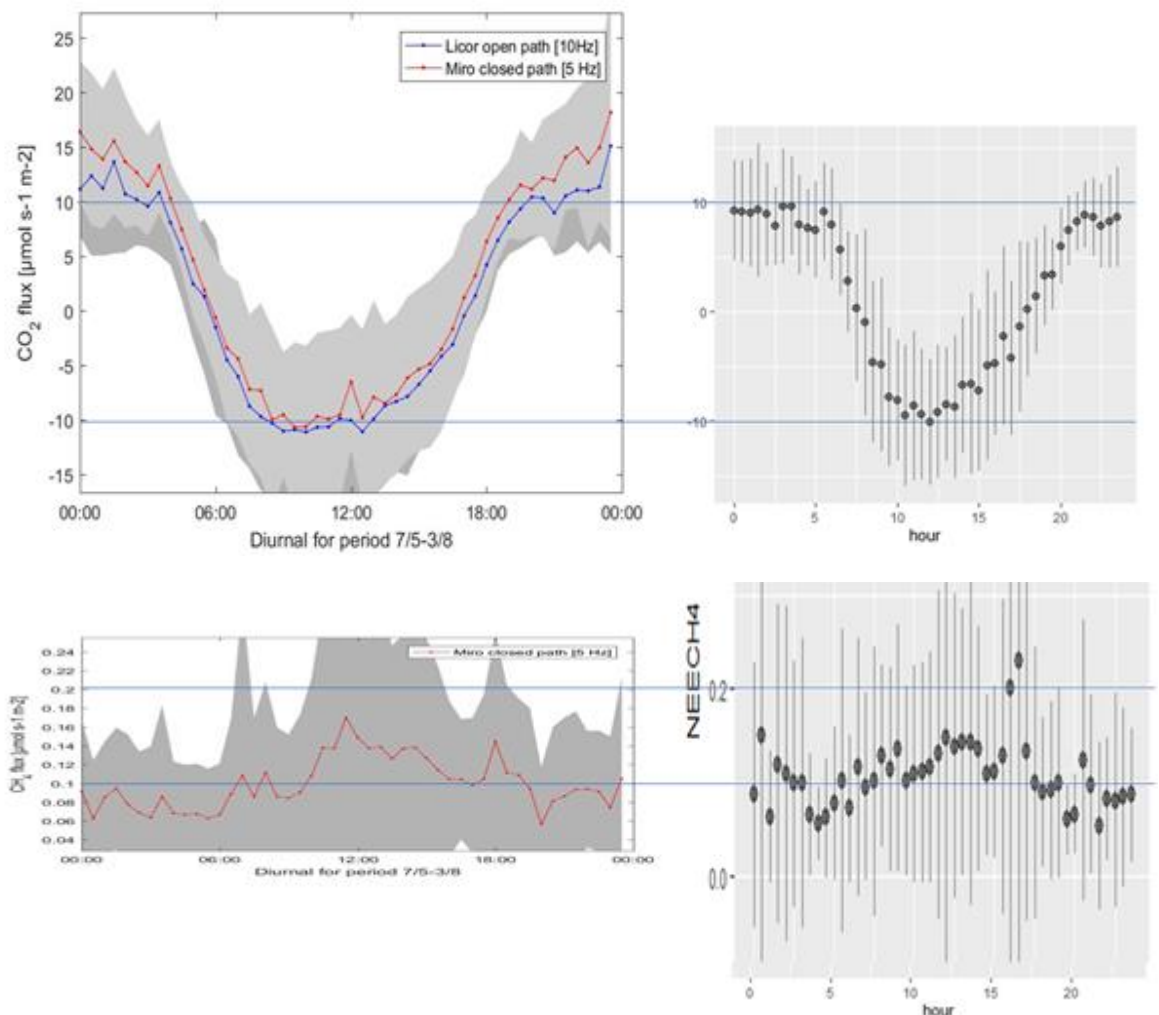 Licor open path [10Hz]
Miro closed path [5 Hz]
25
20
15
10
5
0
-5
-10
-15
CO2 flux [µmol s-1 m-2]
00:00 06:00 12:00 18:00 00:00
Diurnal for period 7/5-3/8
10
0
-10
0 5 10 15 20
hour
Miro closed path [5 Hz]
0.24
0.22
0.2
0.18
0.16
0.14
0.12
0.1
0.08
0.06
0.04
CH4 flux [µmol s-1 m-2]
00:00 06:00 12:00 18:00 00:00
Diurnal for period 7/5-3/8
NEECH4
0.2
0.0
0 5 10 15 20
hour